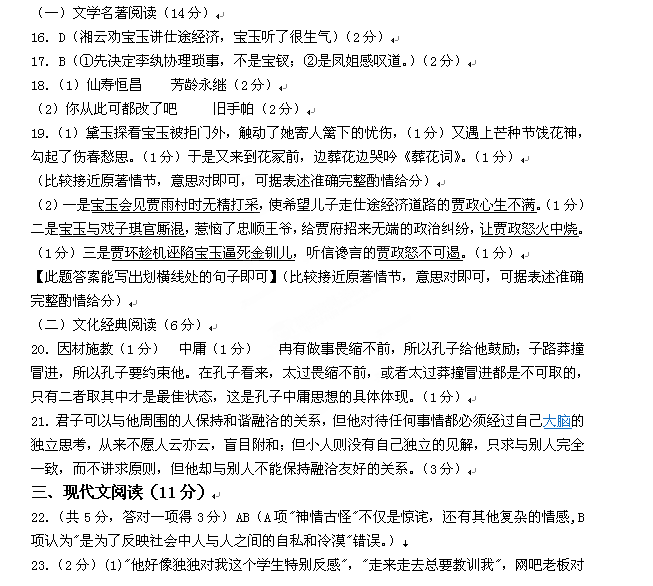 （一）文学名著阅读（14分）
16．D（湘云劝宝玉讲仕途经济，宝玉听了很生气）（2分）
17．B（①先决定李纨协理琐事，不是宝钗；②是凤姐感叹道。）（2分）
18．（1）仙寿恒昌　　芳龄永继（2分）
（2）你从此可都改了吧　　旧手帕（2分）
19．（1）黛玉探看宝玉被拒门外，触动了她寄人篱下的忧伤，（1分）又遇上芒种节饯花神，
勾起了伤春愁思。（1分）于是又来到花冢前，边葬花边哭吟《葬花词》。（1分）
（比较接近原著情节，意思对即可，可据表述准确完整酌情给分）
（2）一是宝玉会见贾雨村时无精打采，使希望儿子走仕途经济道路的贾政心生不满。（1分）
二是宝玉与戏子琪官厮混，惹恼了忠顺王爷，给贾府招来无端的政治纠纷，让贾政怒火中烧。
（1分）三是贾环趁机诬陷宝玉逼死金钏儿，听信谗言的贾政怒不可遏。（1分）
【此题答案能写出划横线处的句子即可】（比较接近原著情节，意思对即可，可据表述准确
完整酌情给分）
（二）文化经典阅读（6分）
20．因材施教（1分）　中庸（1分）　　冉有做事畏缩不前，所以孔子给他鼓励；子路莽撞
冒进，所以孔子要约束他。在孔子看来，太过畏缩不前，或者太过莽撞冒进都是不可取的，
只有二者取其中才是最佳状态，这是孔子中庸思想的具体体现。（1分）
21．君子可以与他周围的人保持和谐融洽的关系，但他对待任何事情都必须经过自己大脑的
独立思考，从来不愿人云亦云，盲目附和；但小人则没有自己独立的见解，只求与别人完全
一致，而不讲求原则，但他却与别人不能保持融洽友好的关系。（3分）
三、现代文阅读（11分）
22．（共5分，答对一项得3分）AB（A项"神情古怪"不仅是惊诧，还有其他复杂的情感,B
项认为"是为了反映社会中人与人之间的自私和冷漠"错误。）
23．（2分）(1)"他好像独独对我这个学生特别反感"，"走来走去总要教训我"，网吧老板对